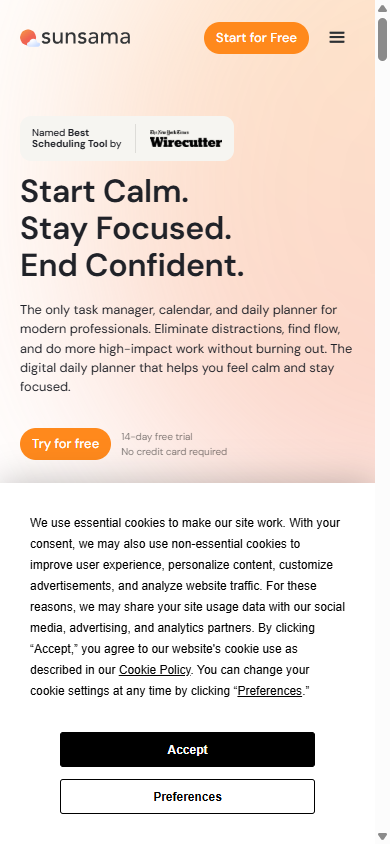 sunsama
Start for Free
Named Best
Scheduling Tool by
The New York Times
Wirecutter
Start Calm.
Stay Focused.
End Confident.
The only task manager, calendar, and daily planner for
modern professionals. Eliminate distractions, find flow,
and do more high-impact work without burning out. The
digital daily planner that helps you feel calm and stay
focused.
Try for free
14-day free trial
No credit card required
We use essential cookies to make our site work. With your
consent, we may also use non-essential cookies to
improve user experience, personalize content, customize
advertisements, and analyze website traffic. For these
reasons, we may share your site usage data with our social
media, advertising, and analytics partners. By clicking
“Accept,” you agree to our website's cookie use as
described in our Cookie Policy. You can change your
cookie settings at any time by clicking “Preferences.”
Accept
Preferences